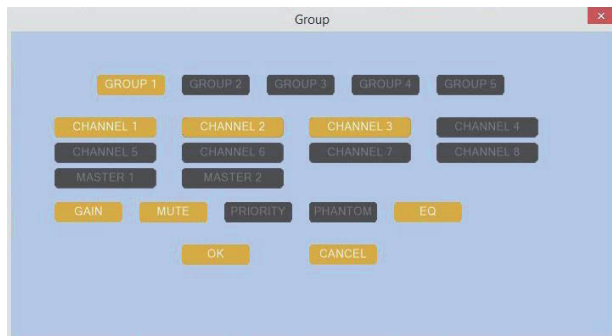 Group
GROUP 1 GROUP 2 GROUP 3 GROUP 4 GROUP 5
CHANNEL 1 CHANNEL 2 CHANNEL 3 CHANNEL 4
CHANNEL 5 CHANNEL 6 CHANNEL 7 CHANNEL 8
MASTER 1 MASTER 2
GAIN MUTE PRIORITY PHANTOM EQ
OK CANCEL